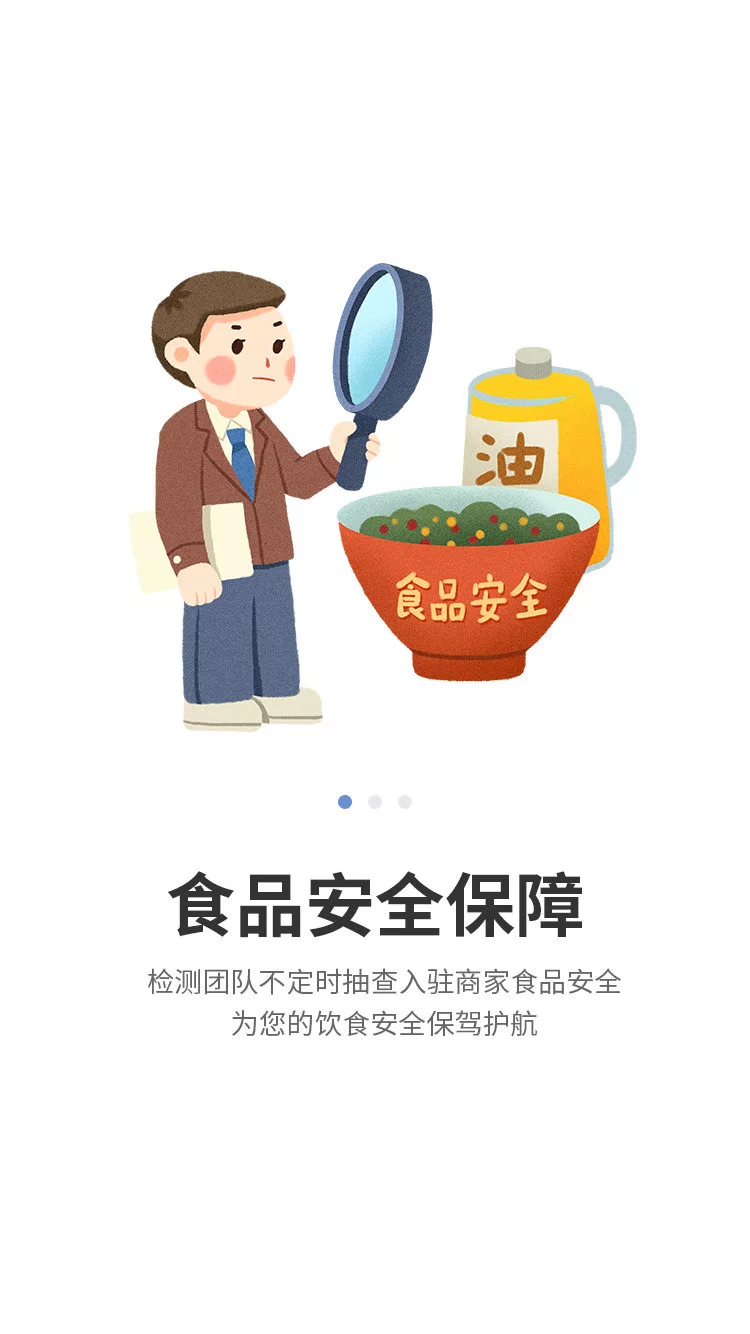 油
食品安全
食品安全保障
检测团队不定时抽查入驻商家食品安全
为您的饮食安全保驾护航